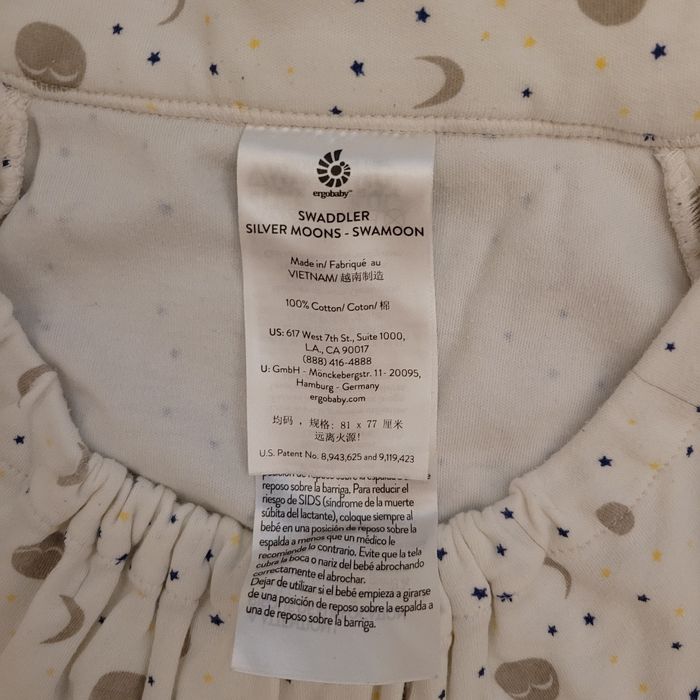 ergobaby™
SWADDLER
SILVER MOONS - SWAMOON
Made in/ Fabriqué au
VIETNAM/ 越南制造
100% Cotton/ Coton/ 棉
US: 617 West 7th St., Suite 1000,
L.A., CA 90017
(888) 416-4888
U: GmbH - Mönckebergstr. 11 - 20095,
Hamburg - Germany
ergobaby.com
均码 , 规格: 81 x 77 厘米
远离火源!
U.S. Patent No. 8,943,625 and 9,119,423
reposo sobre la barriga. Para reducir el
riesgo de SIDS (síndrome de la muerte
súbita del lactante), coloque siempre al
bebé en una posición de reposo sobre la
espalda a menos que un médico le
recomiende lo contrario. Evite que la tela
cubra la boca o nariz del bebé abrochando
correctamente el abrochar.
Dejar de utilizar si el bebé empieza a girarse
de una posición de reposo sobre la espalda a
una de reposo sobre la barriga.